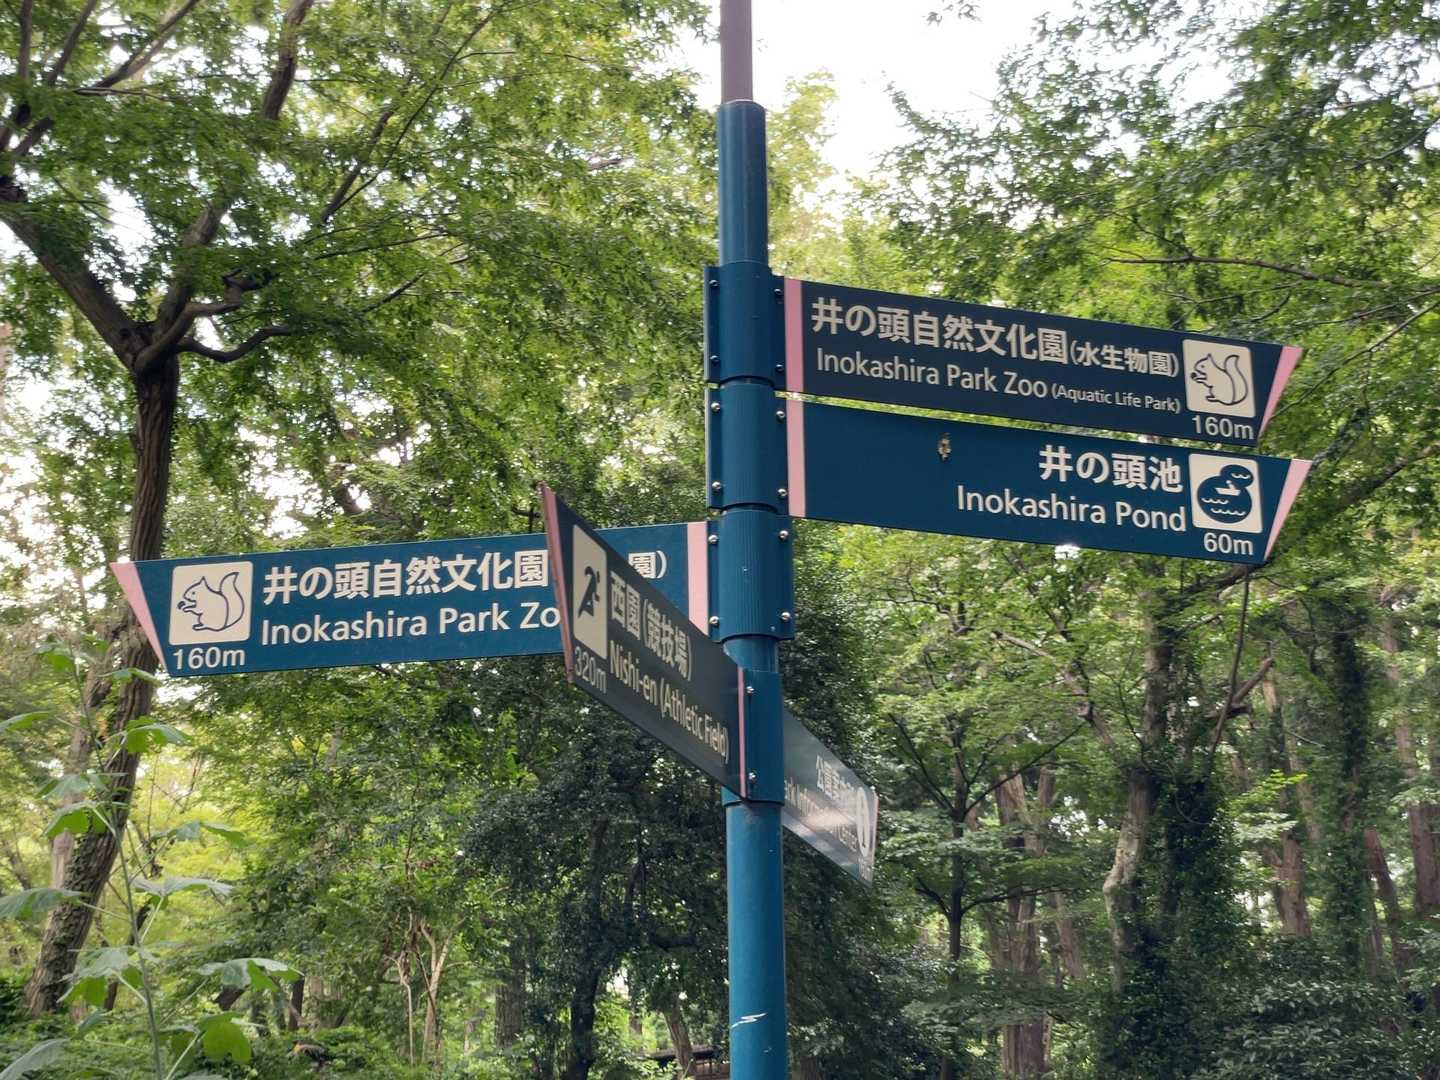 井の頭自然文化園(水生物園)
Inokashira Park Zoo (Aquatic Life Park)
160m
井の頭池
Inokashira Pond
60m
井の頭自然文化園
園)
Inokashira Park Zo
160m
西園(競技場)
Nishi-en (Athletic Field)
320m